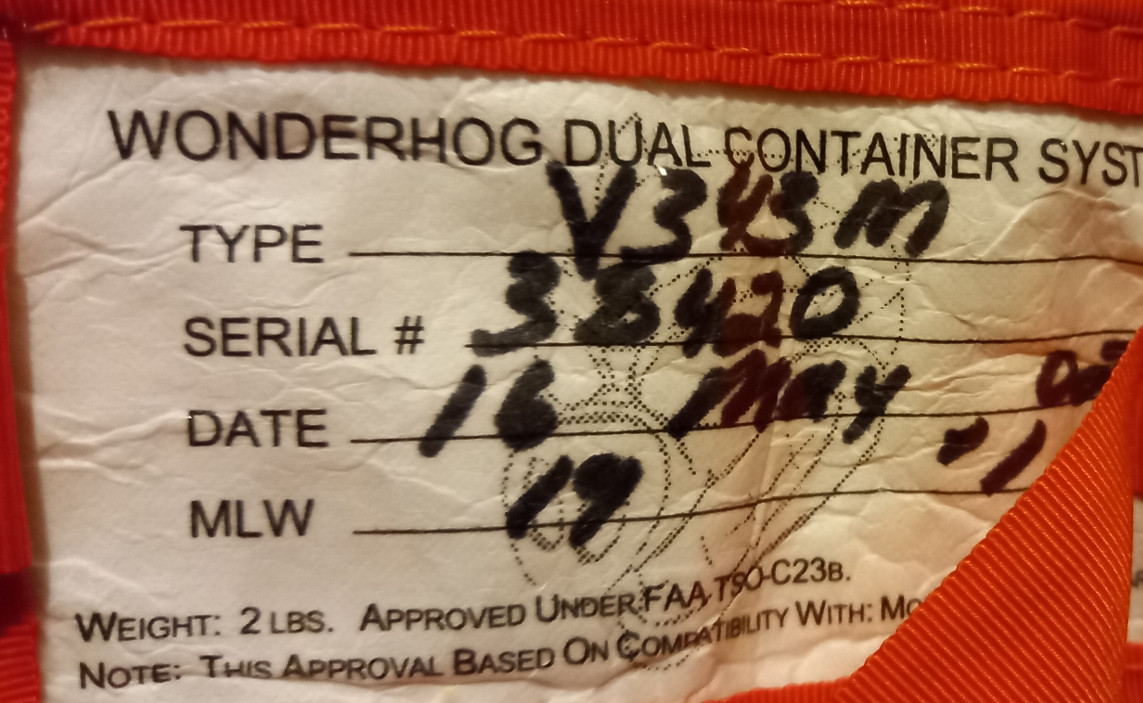 WONDERHOG DUAL CONTAINER SYST
TYPE V343M
SERIAL # 38420
DATE 16 May
-1
MLW 19
WEIGHT: 2 LBS. APPROVED UNDER FAA TSO-C23B.
NOTE: THIS APPROVAL BASED ON COMPATIBILITY WITH: MO